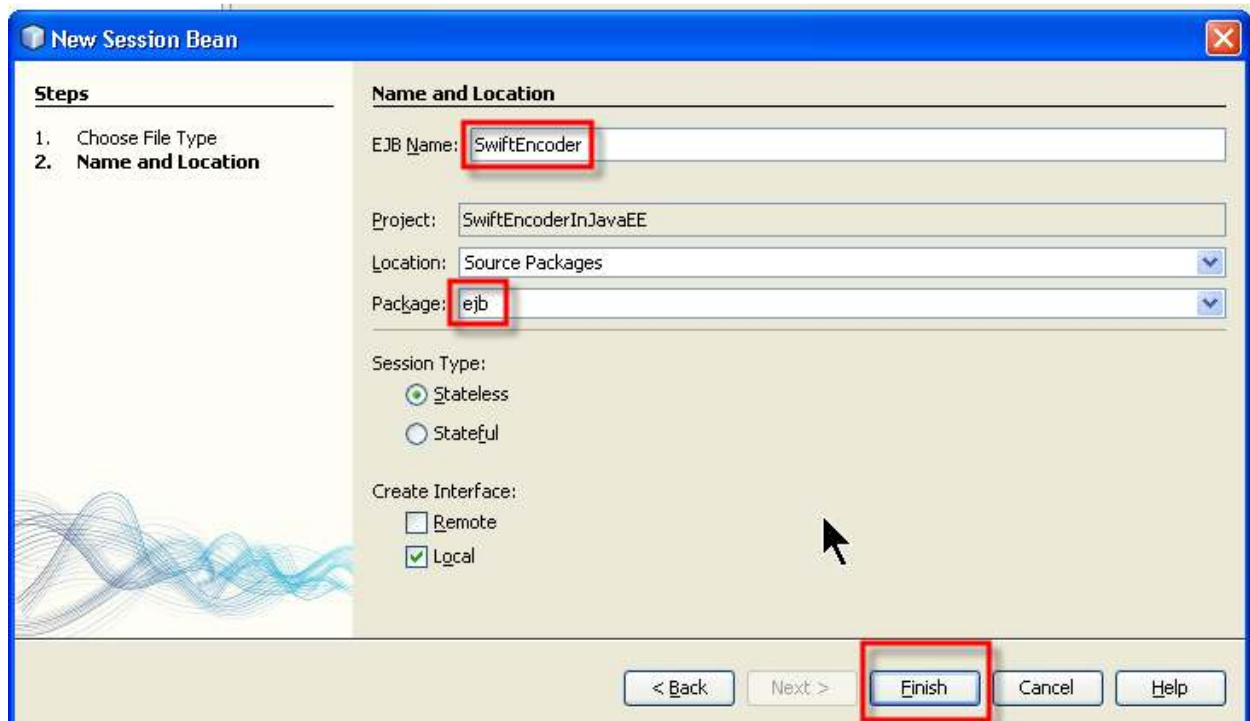 New Session Bean
Steps
1. Choose File Type
2. Name and Location
Name and Location
EJB Name: SwiftEncoder
Project: SwiftEncoderInJavaEE
Location: Source Packages
Package: ejb
Session Type:
Stateless
Stateful
Create Interface:
Remote
Local
< Back Next > Finish Cancel Help